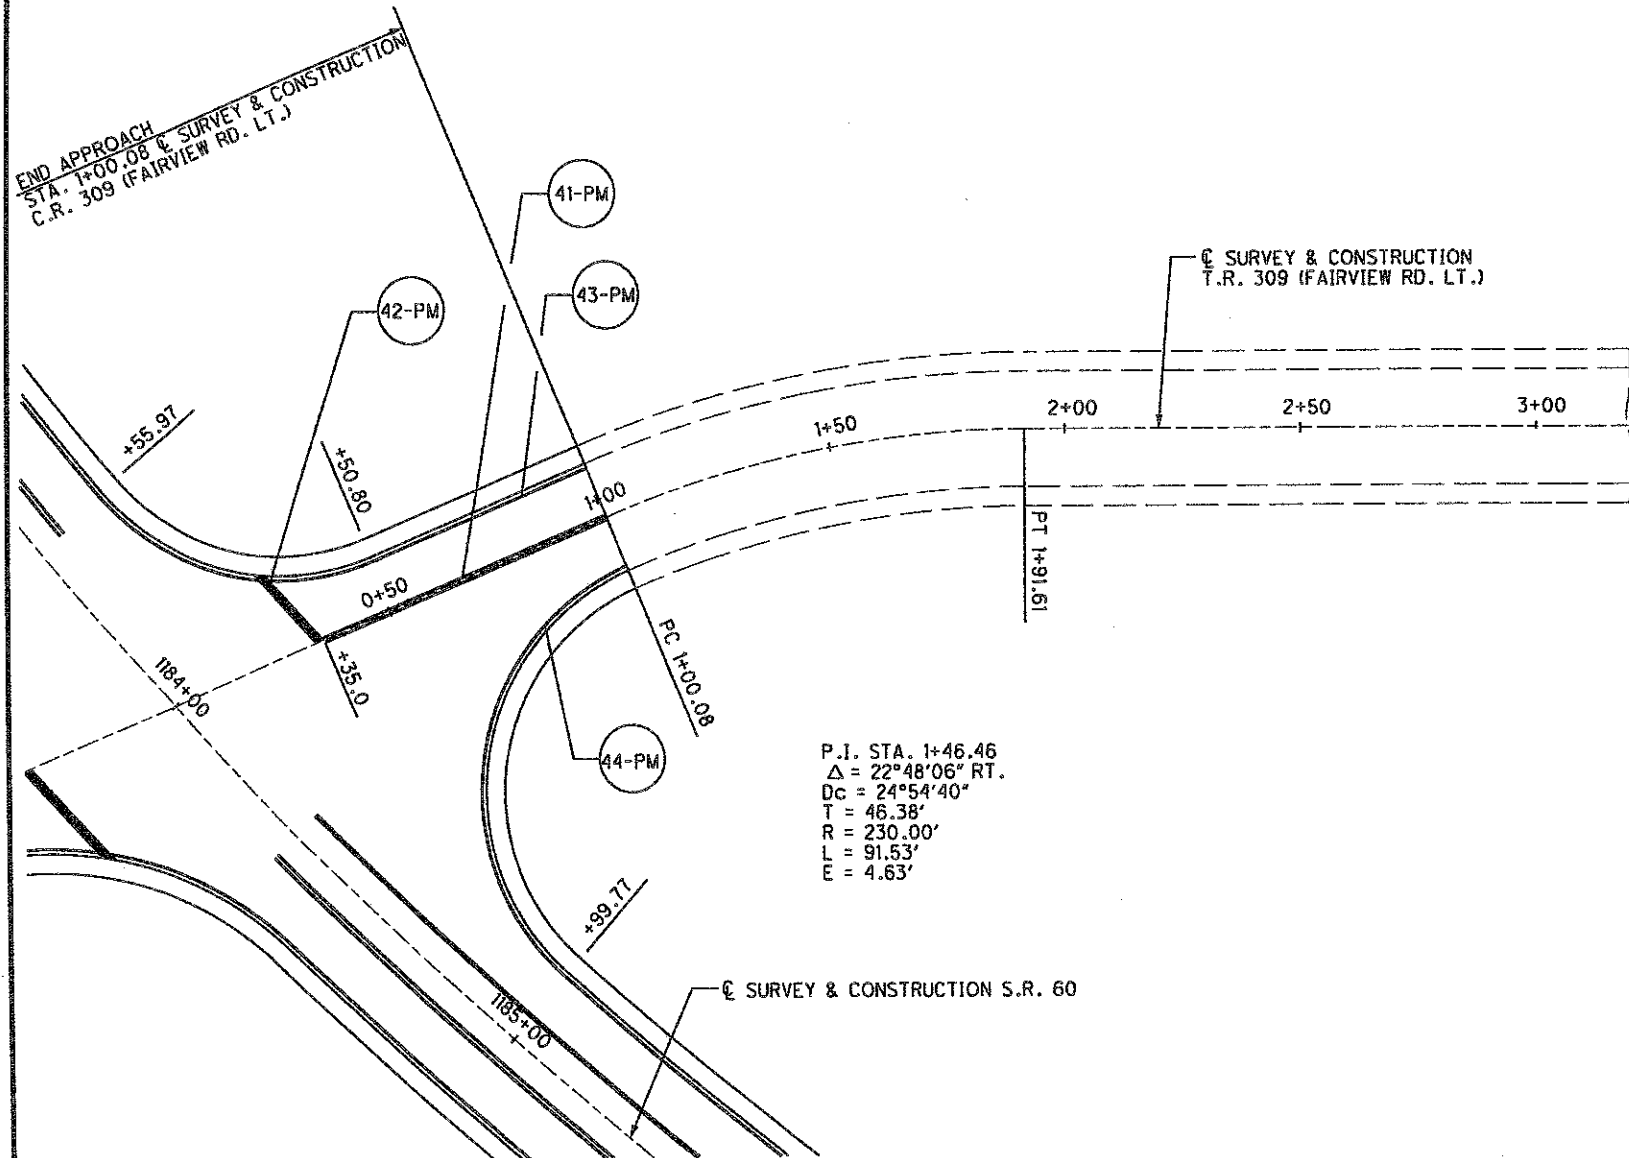 END APPROACH
STA. 1+00.08 ℄ SURVEY & CONSTRUCTION
C.R. 309 (FAIRVIEW RD. LT.)
41-PM
43-PM
42-PM
℄ SURVEY & CONSTRUCTION
T.R. 309 (FAIRVIEW RD. LT.)
+55.97
+50.80
0+50
1+00
1+50
2+00
2+50
3+00
PT 1+91.61
+35.0
PC 1+00.08
1184+00
44-PM
P.I. STA. 1+46.46
Δ = 22°48'06" RT.
Dc = 24°54'40"
T = 46.38'
R = 230.00'
L = 91.53'
E = 4.63'
+99.77
1185+00
℄ SURVEY & CONSTRUCTION S.R. 60